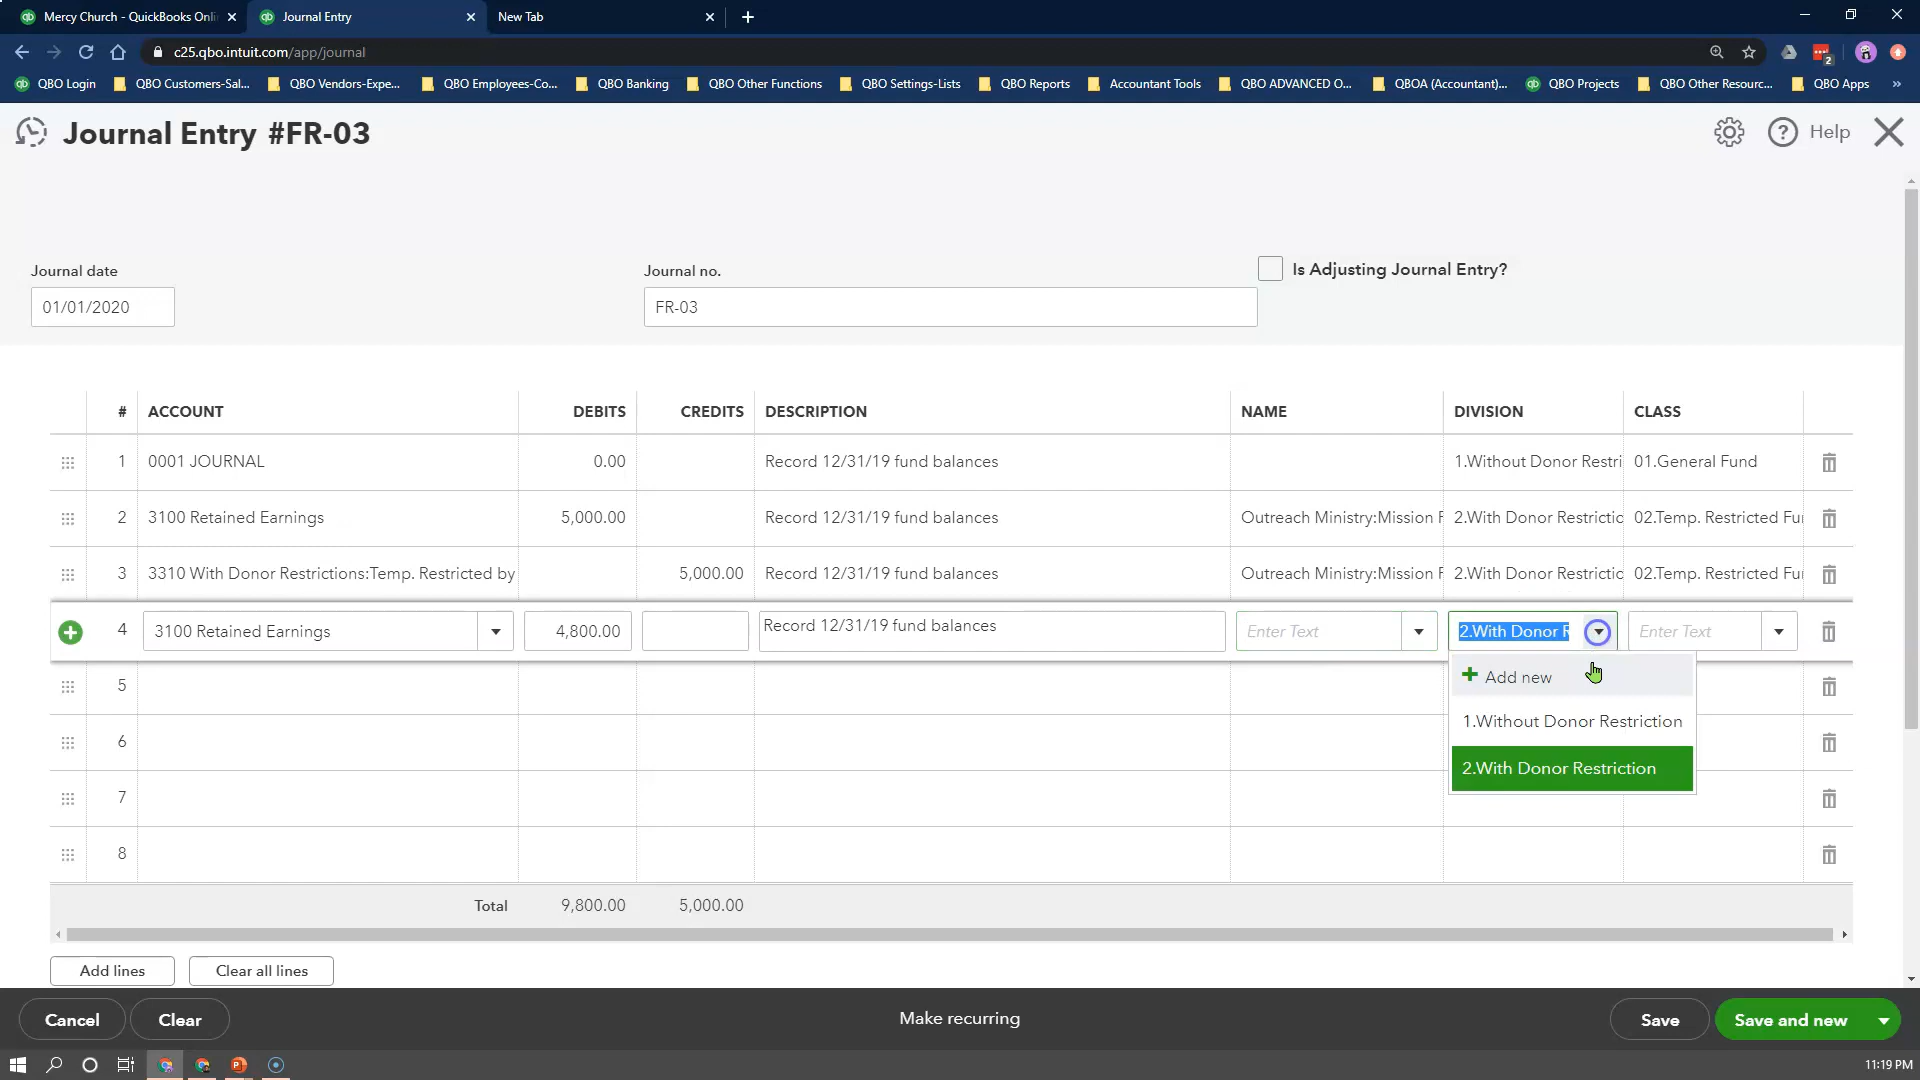 Mercy Church - QuickBooks Onli
Journal Entry
New Tab
c25.qbo.intuit.com/app/journal
2
QBO Login
QBO Customers-Sal...
QBO Vendors-Expe...
QBO Employees-Co...
QBO Banking
QBO Other Functions
QBO Settings-Lists
QBO Reports
Accountant Tools
QBO ADVANCED O...
QBOA (Accountant)...
QBO Projects
QBO Other Resourc...
QBO Apps
»
Journal Entry #FR-03
Help
Journal date
Journal no.
Is Adjusting Journal Entry?
01/01/2020
FR-03
# ACCOUNT DEBITS CREDITS DESCRIPTION NAME DIVISION CLASS
1 0001 JOURNAL 0.00 Record 12/31/19 fund balances 1.Without Donor Restri 01.General Fund
2 3100 Retained Earnings 5,000.00 Record 12/31/19 fund balances Outreach Ministry:Mission F 2.With Donor Restrictio 02.Temp. Restricted Fu
3 3310 With Donor Restrictions:Temp. Restricted by 5,000.00 Record 12/31/19 fund balances Outreach Ministry:Mission F 2.With Donor Restrictio 02.Temp. Restricted Fu
4 3100 Retained Earnings 4,800.00 Record 12/31/19 fund balances Enter Text 2.With Donor R Enter Text
Add new
1.Without Donor Restriction
2.With Donor Restriction
5
6
7
8
Total 9,800.00 5,000.00
Add lines
Clear all lines
Cancel
Clear
Make recurring
Save
Save and new
11:19 PM